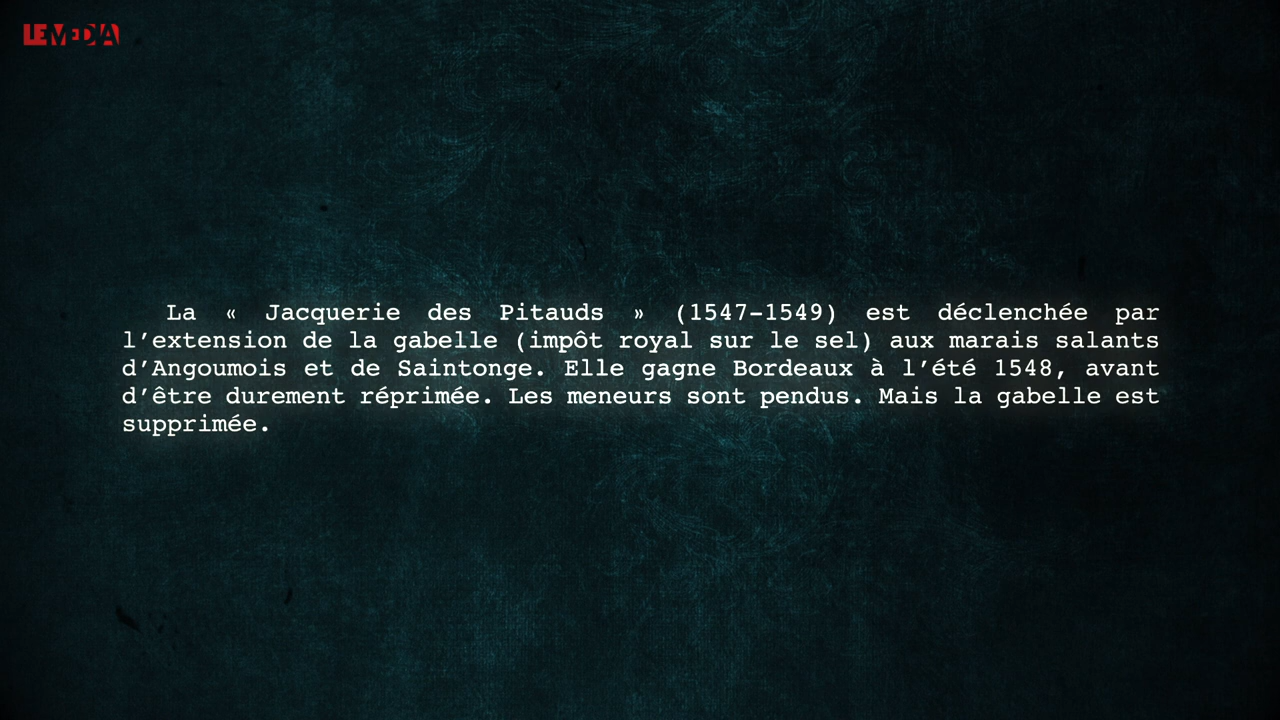 LEMEDIA
La « Jacquerie des Pitauds » (1547-1549) est déclenchée par
l’extension de la gabelle (impôt royal sur le sel) aux marais salants
d’Angoumois et de Saintonge. Elle gagne Bordeaux à l’été 1548, avant
d’être durement réprimée. Les meneurs sont pendus. Mais la gabelle est
supprimée.